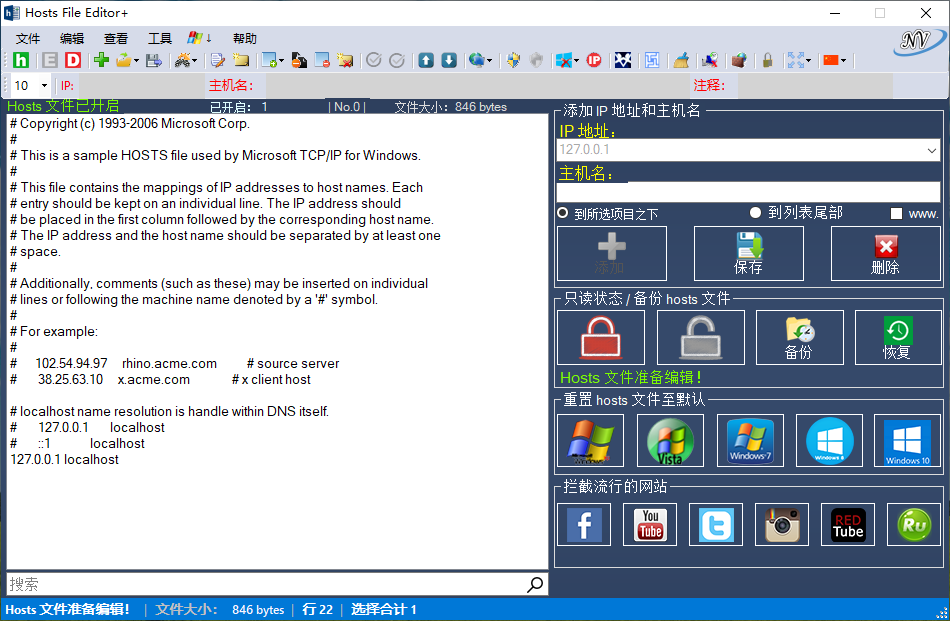 Hosts File Editor+
文件 编辑 查看 工具 帮助
h E D IP NV
10 IP: 主机名： 注释：
Hosts 文件已开启 已开启： 1 | No.0 | 文件大小： 846 bytes
# Copyright (c) 1993-2006 Microsoft Corp.
#
# This is a sample HOSTS file used by Microsoft TCP/IP for Windows.
#
# This file contains the mappings of IP addresses to host names. Each
# entry should be kept on an individual line. The IP address should
# be placed in the first column followed by the corresponding host name.
# The IP address and the host name should be separated by at least one
# space.
#
# Additionally, comments (such as these) may be inserted on individual
# lines or following the machine name denoted by a '#' symbol.
#
# For example:
#
# 102.54.94.97 rhino.acme.com # source server
# 38.25.63.10 x.acme.com # x client host
# localhost name resolution is handle within DNS itself.
# 127.0.0.1 localhost
# ::1 localhost
127.0.0.1 localhost
搜索
添加 IP 地址和主机名
IP 地址：
127.0.0.1
主机名：
到所选项目之下 到列表尾部 www.
添加 保存 删除
只读状态 / 备份 hosts 文件
备份 恢复
Hosts 文件准备编辑！
重置 hosts 文件至默认
Vista Windows 7 Windows 8 Windows 10
拦截流行的网站
f You Tube t RED Tube Ru
Hosts 文件准备编辑！ | 文件大小： 846 bytes | 行 22 | 选择合计 1